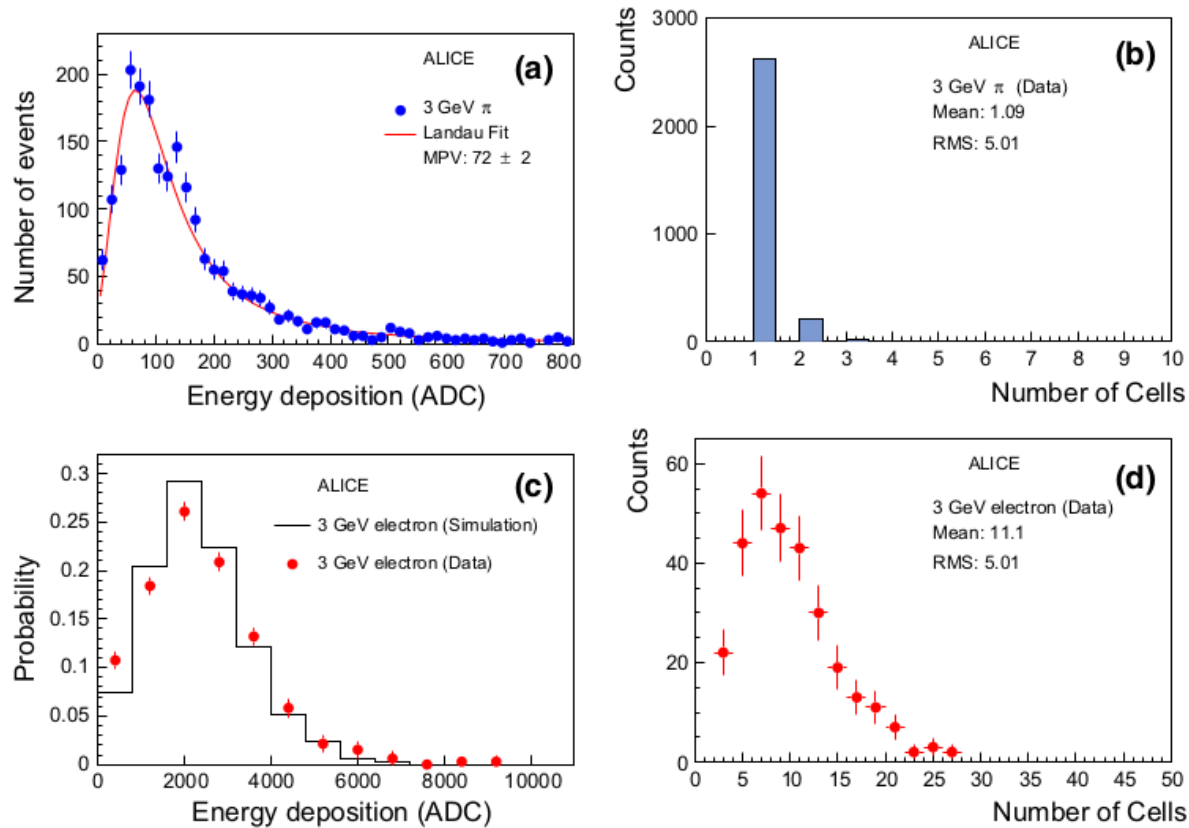 ALICE
(a)
3 GeV π
Landau Fit
MPV: 72 ± 2
Number of events
200
150
100
50
0
0 100 200 300 400 500 600 700 800
Energy deposition (ADC)
ALICE
(b)
3 GeV π (Data)
Mean: 1.09
RMS: 5.01
Counts
3000
2000
1000
0
0 1 2 3 4 5 6 7 8 9 10
Number of Cells
ALICE
(c)
3 GeV electron (Simulation)
3 GeV electron (Data)
Probability
0.3
0.25
0.2
0.15
0.1
0.05
0
0 2000 4000 6000 8000 10000
Energy deposition (ADC)
ALICE
(d)
3 GeV electron (Data)
Mean: 11.1
RMS: 5.01
Counts
60
40
20
0
0 5 10 15 20 25 30 35 40 45 50
Number of Cells